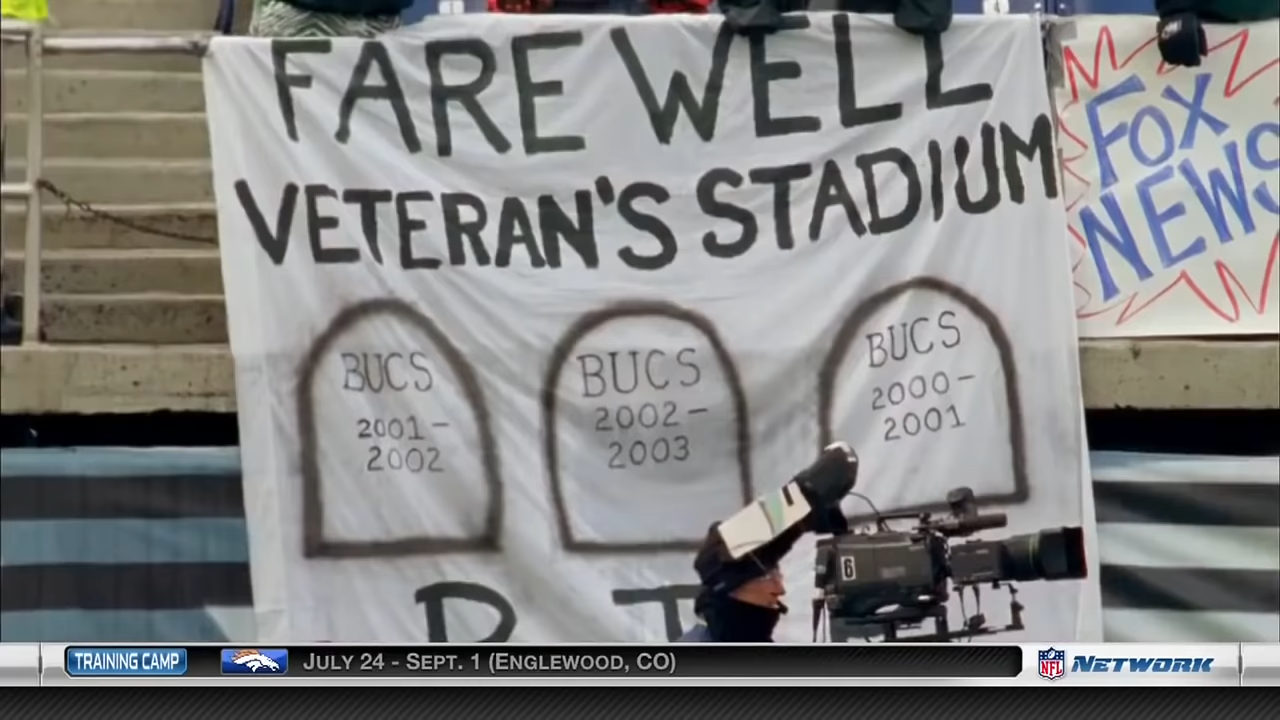 FARE WELL
VETERAN'S STADIUM
BUCS
2001-
2002
BUCS
2002-
2003
BUCS
2000-
2001
FOX
NEWS
6
TRAINING CAMP
JULY 24 - SEPT. 1 (ENGLEWOOD, CO)
NFL NETWORK